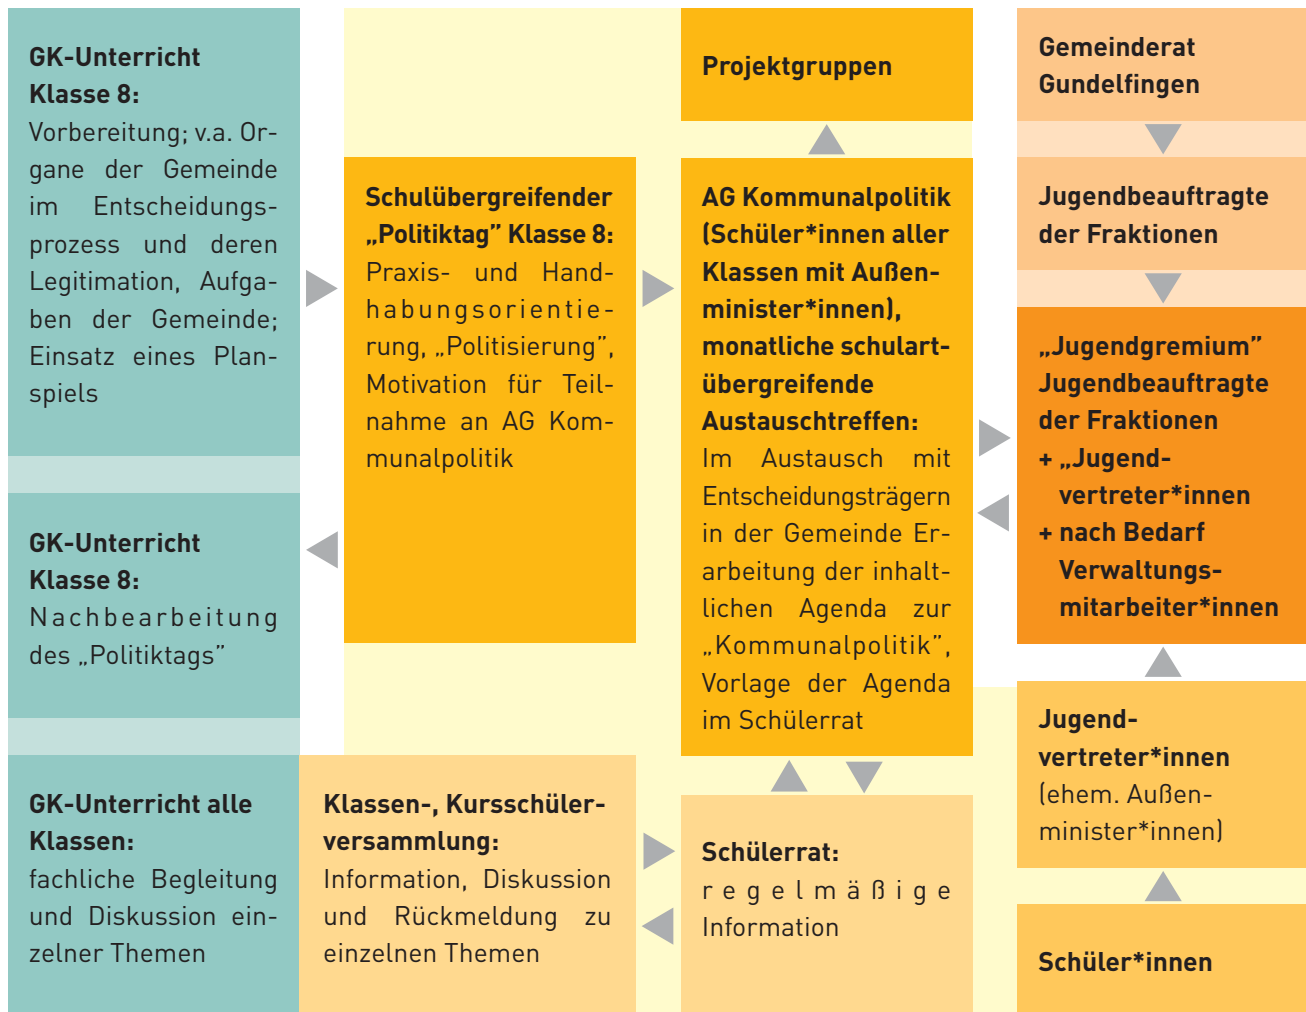 GK-Unterricht
Klasse 8:
Vorbereitung; v.a. Or-
gane der Gemeinde
im Entscheidungs-
prozess und deren
Legitimation, Aufga-
ben der Gemeinde;
Einsatz eines Plan-
spiels
GK-Unterricht
Klasse 8:
Nachbearbeitung
des „Politiktags”
GK-Unterricht alle
Klassen:
fachliche Begleitung
und Diskussion ein-
zelner Themen
Schulübergreifender
„Politiktag” Klasse 8:
Praxis- und Hand-
habungsorientie-
rung, „Politisierung”,
Motivation für Teil-
nahme an AG Kom-
munalpolitik
Klassen-, Kursschüler-
versammlung:
Information, Diskussion
und Rückmeldung zu
einzelnen Themen
Projektgruppen
AG Kommunalpolitik
(Schüler*innen aller
Klassen mit Außen-
minister*innen),
monatliche schulart-
übergreifende
Austauschtreffen:
Im Austausch mit
Entscheidungsträgern
in der Gemeinde Er-
arbeitung der inhalt-
lichen Agenda zur
„Kommunalpolitik”,
Vorlage der Agenda
im Schülerrat
Schülerrat:
regelmäßige
Information
Gemeinderat
Gundelfingen
Jugendbeauftragte
der Fraktionen
„Jugendgremium”
Jugendbeauftragte
der Fraktionen
+ „Jugend-
vertreter*innen
+ nach Bedarf
Verwaltungs-
mitarbeiter*innen
Jugend-
vertreter*innen
(ehem. Außen-
minister*innen)
Schüler*innen